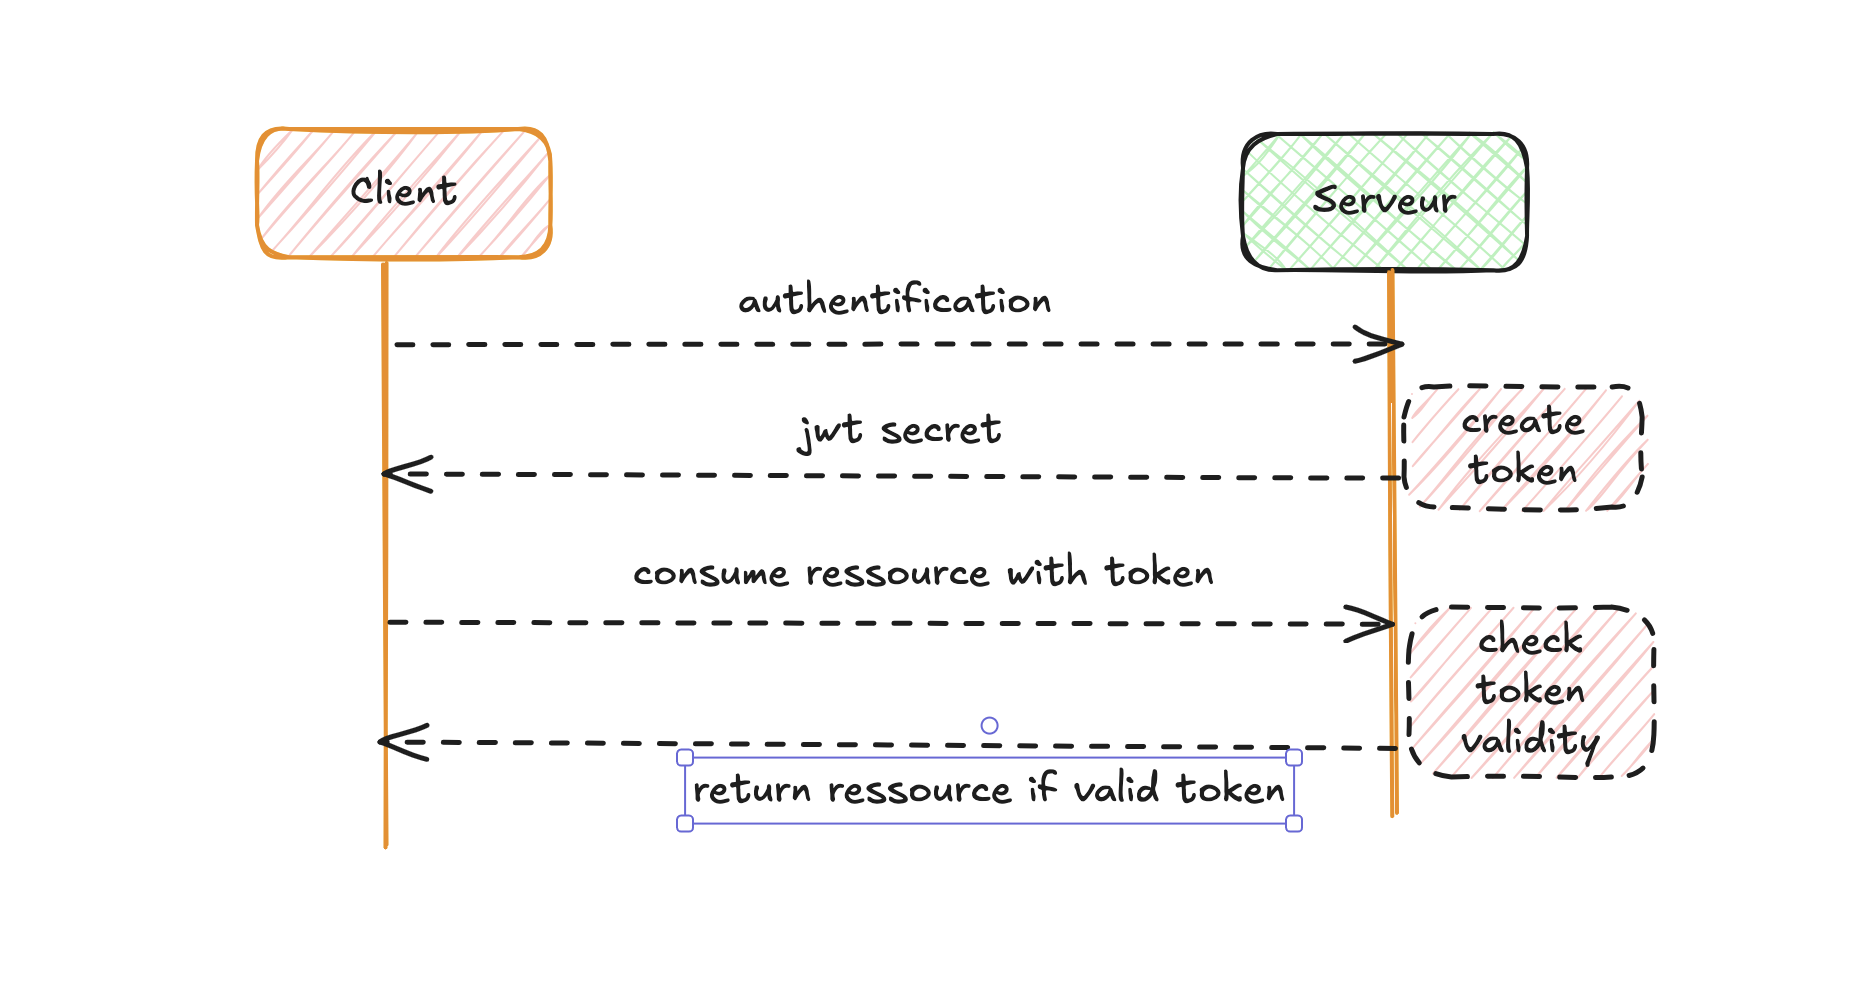 Client
Serveur
authentification
create
token
jwt secret
consume ressource with token
check
token
validity
return ressource if valid token